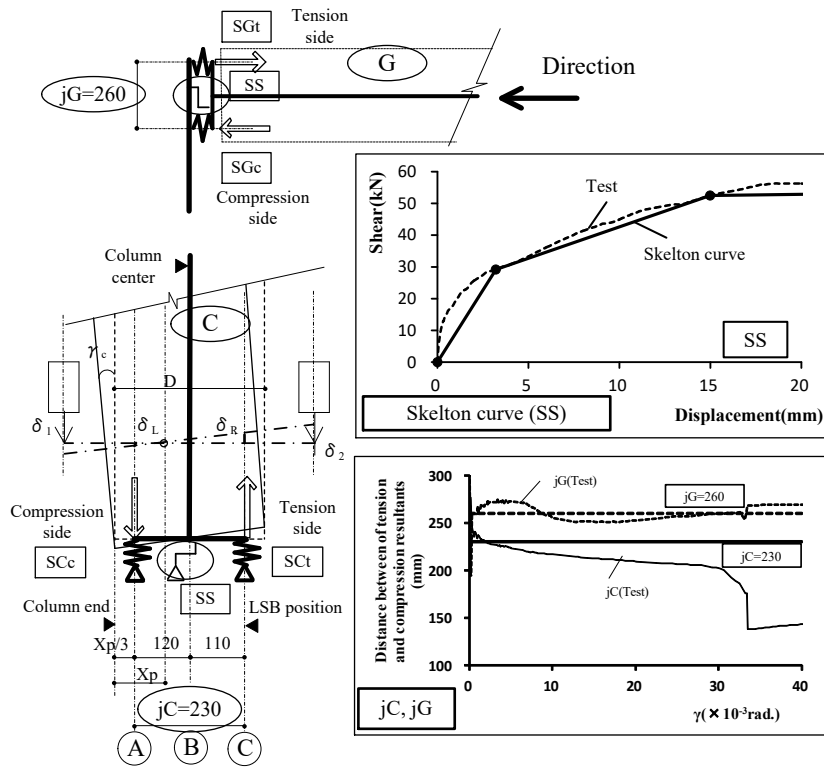 SGt
Tension
side
G
jG=260
SS
Direction
SGc
Compression
side
Column
center
C
γc
D
δ1
δL
δR
δ2
Compression
side
Tension
side
SCc
SCt
SS
Column end
LSB position
Xp/3
120
110
Xp
jC=230
A
B
C
Shear(kN)
60
50
40
30
20
10
0
Test
Skelton curve
SS
0
5
10
15
20
Skelton curve (SS)
Displacement(mm)
Distance between of tension
and compression resultants
(mm)
300
250
200
150
100
jG(Test)
jG=260
jC=230
jC(Test)
0
10
20
30
40
jC, jG
γ(×10-3rad.)